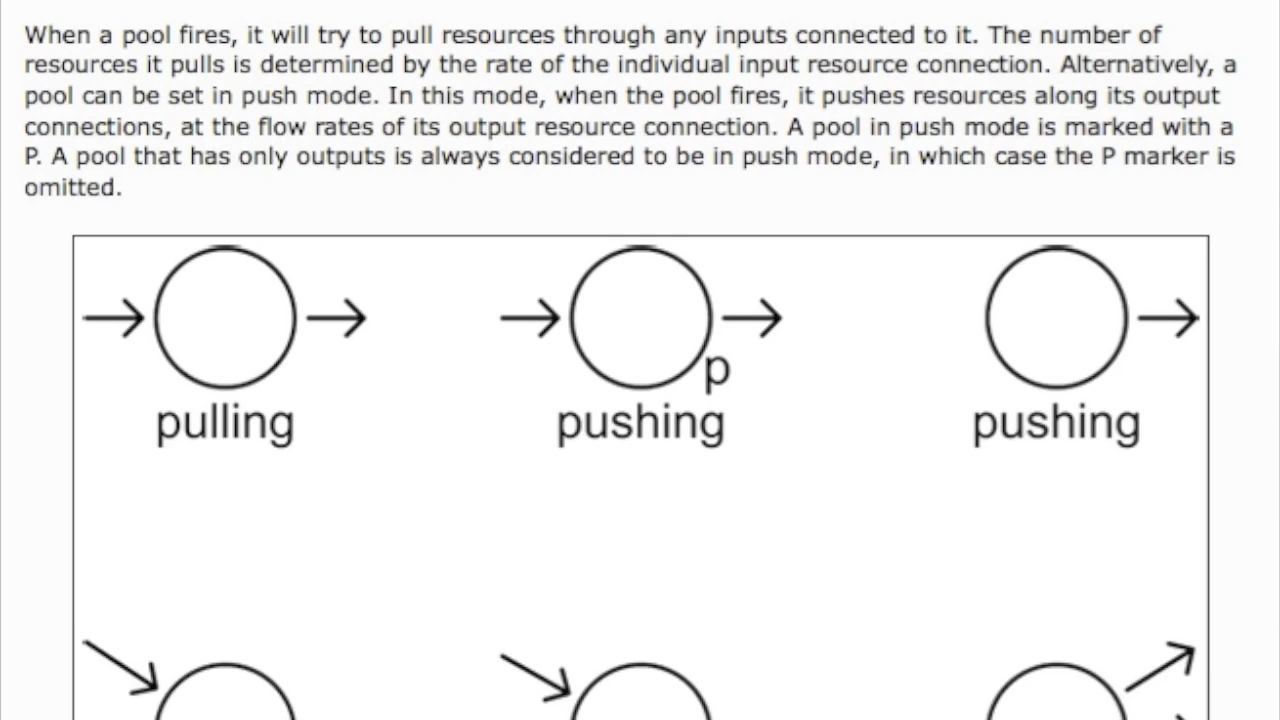 When a pool fires, it will try to pull resources through any inputs connected to it. The number of
resources it pulls is determined by the rate of the individual input resource connection. Alternatively, a
pool can be set in push mode. In this mode, when the pool fires, it pushes resources along its output
connections, at the flow rates of its output resource connection. A pool in push mode is marked with a
P. A pool that has only outputs is always considered to be in push mode, in which case the P marker is
omitted.
p
pulling pushing pushing